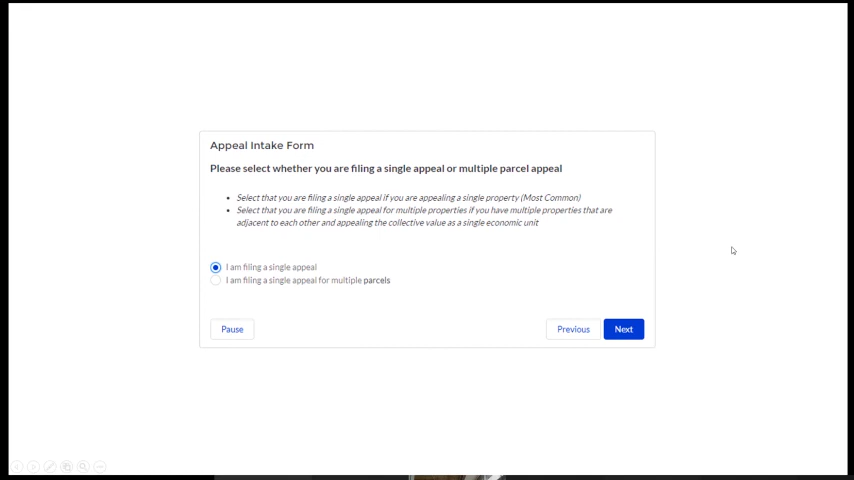 Appeal Intake Form
Please select whether you are filing a single appeal or multiple parcel appeal
• Select that you are filing a single appeal if you are appealing a single property (Most Common)
• Select that you are filing a single appeal for multiple properties if you have multiple properties that are
adjacent to each other and appealing the collective value as a single economic unit
I am filing a single appeal
I am filing a single appeal for multiple parcels
Pause
Previous
Next